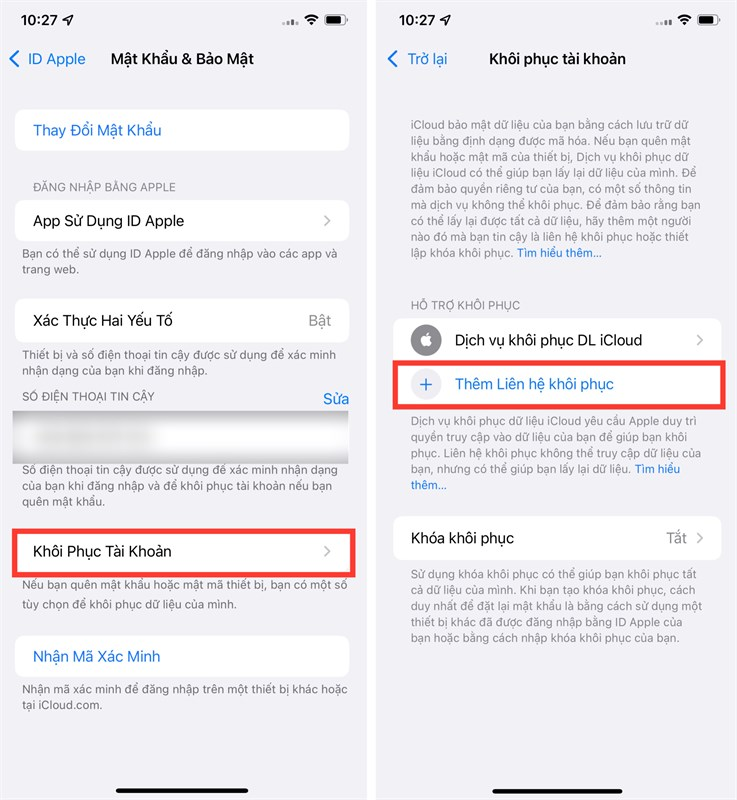 10:27
ID Apple
Mật Khẩu & Bảo Mật
Thay Đổi Mật Khẩu
ĐĂNG NHẬP BẰNG APPLE
App Sử Dụng ID Apple
Bạn có thể sử dụng ID Apple để đăng nhập vào các app và
trang web.
Xác Thực Hai Yếu Tố
Bật
Thiết bị và số điện thoại tin cậy được sử dụng để xác minh
nhận dạng của bạn khi đăng nhập.
SỐ ĐIỆN THOẠI TIN CẬY
Sửa
Số điện thoại tin cậy được sử dụng để xác minh nhận dạng
của bạn khi đăng nhập và để khôi phục tài khoản nếu bạn
quên mật khẩu.
Khôi Phục Tài Khoản
Nếu bạn quên mật khẩu hoặc mật mã thiết bị, bạn có một số
tùy chọn để khôi phục dữ liệu của mình.
Nhận Mã Xác Minh
Nhận mã xác minh để đăng nhập trên một thiết bị khác hoặc
tại iCloud.com.
10:27
Trở lại
Khôi phục tài khoản
iCloud bảo mật dữ liệu của bạn bằng cách lưu trữ dữ
liệu bằng định dạng được mã hóa. Nếu bạn quên mật
khẩu hoặc mật mã của thiết bị, Dịch vụ khôi phục dữ
liệu iCloud có thể giúp bạn lấy lại dữ liệu của mình. Để
đảm bảo quyền riêng tư của bạn, có một số thông tin
mà dịch vụ không thể khôi phục. Để đảm bảo rằng bạn
có thể lấy lại được tất cả dữ liệu, hãy thêm một người
nào đó mà bạn tin cậy là liên hệ khôi phục hoặc thiết
lập khóa khôi phục. Tìm hiểu thêm...
HỖ TRỢ KHÔI PHỤC
Dịch vụ khôi phục DL iCloud
Thêm Liên hệ khôi phục
Dịch vụ khôi phục dữ liệu iCloud yêu cầu Apple duy trì
quyền truy cập vào dữ liệu của bạn để giúp bạn khôi
phục. Liên hệ khôi phục không thể truy cập dữ liệu của
bạn, nhưng có thể giúp bạn lấy lại dữ liệu. Tìm hiểu
thêm...
Khóa khôi phục
Tắt
Sử dụng khóa khôi phục có thể giúp bạn khôi phục tất
cả dữ liệu của mình. Khi bạn tạo khóa khôi phục, cách
duy nhất để đặt lại mật khẩu là bằng cách sử dụng một
thiết bị khác đã được đăng nhập bằng ID Apple của
bạn hoặc bằng cách nhập khóa khôi phục của bạn.